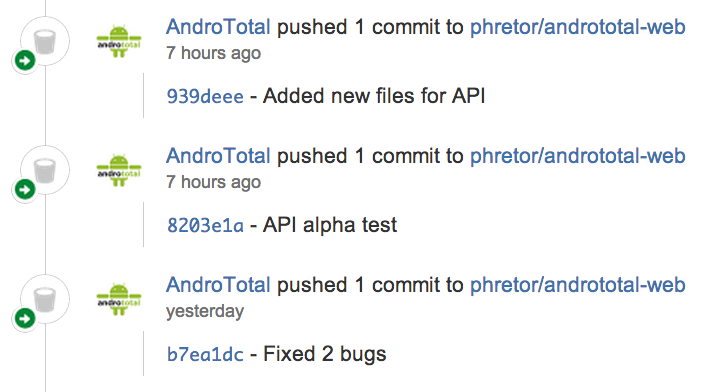 AndroTotal pushed 1 commit to phretor/andrototal-web
andrototal
7 hours ago
939deee - Added new files for API
AndroTotal pushed 1 commit to phretor/andrototal-web
andrototal
7 hours ago
8203e1a - API alpha test
AndroTotal pushed 1 commit to phretor/andrototal-web
andrototal
yesterday
b7ea1dc - Fixed 2 bugs